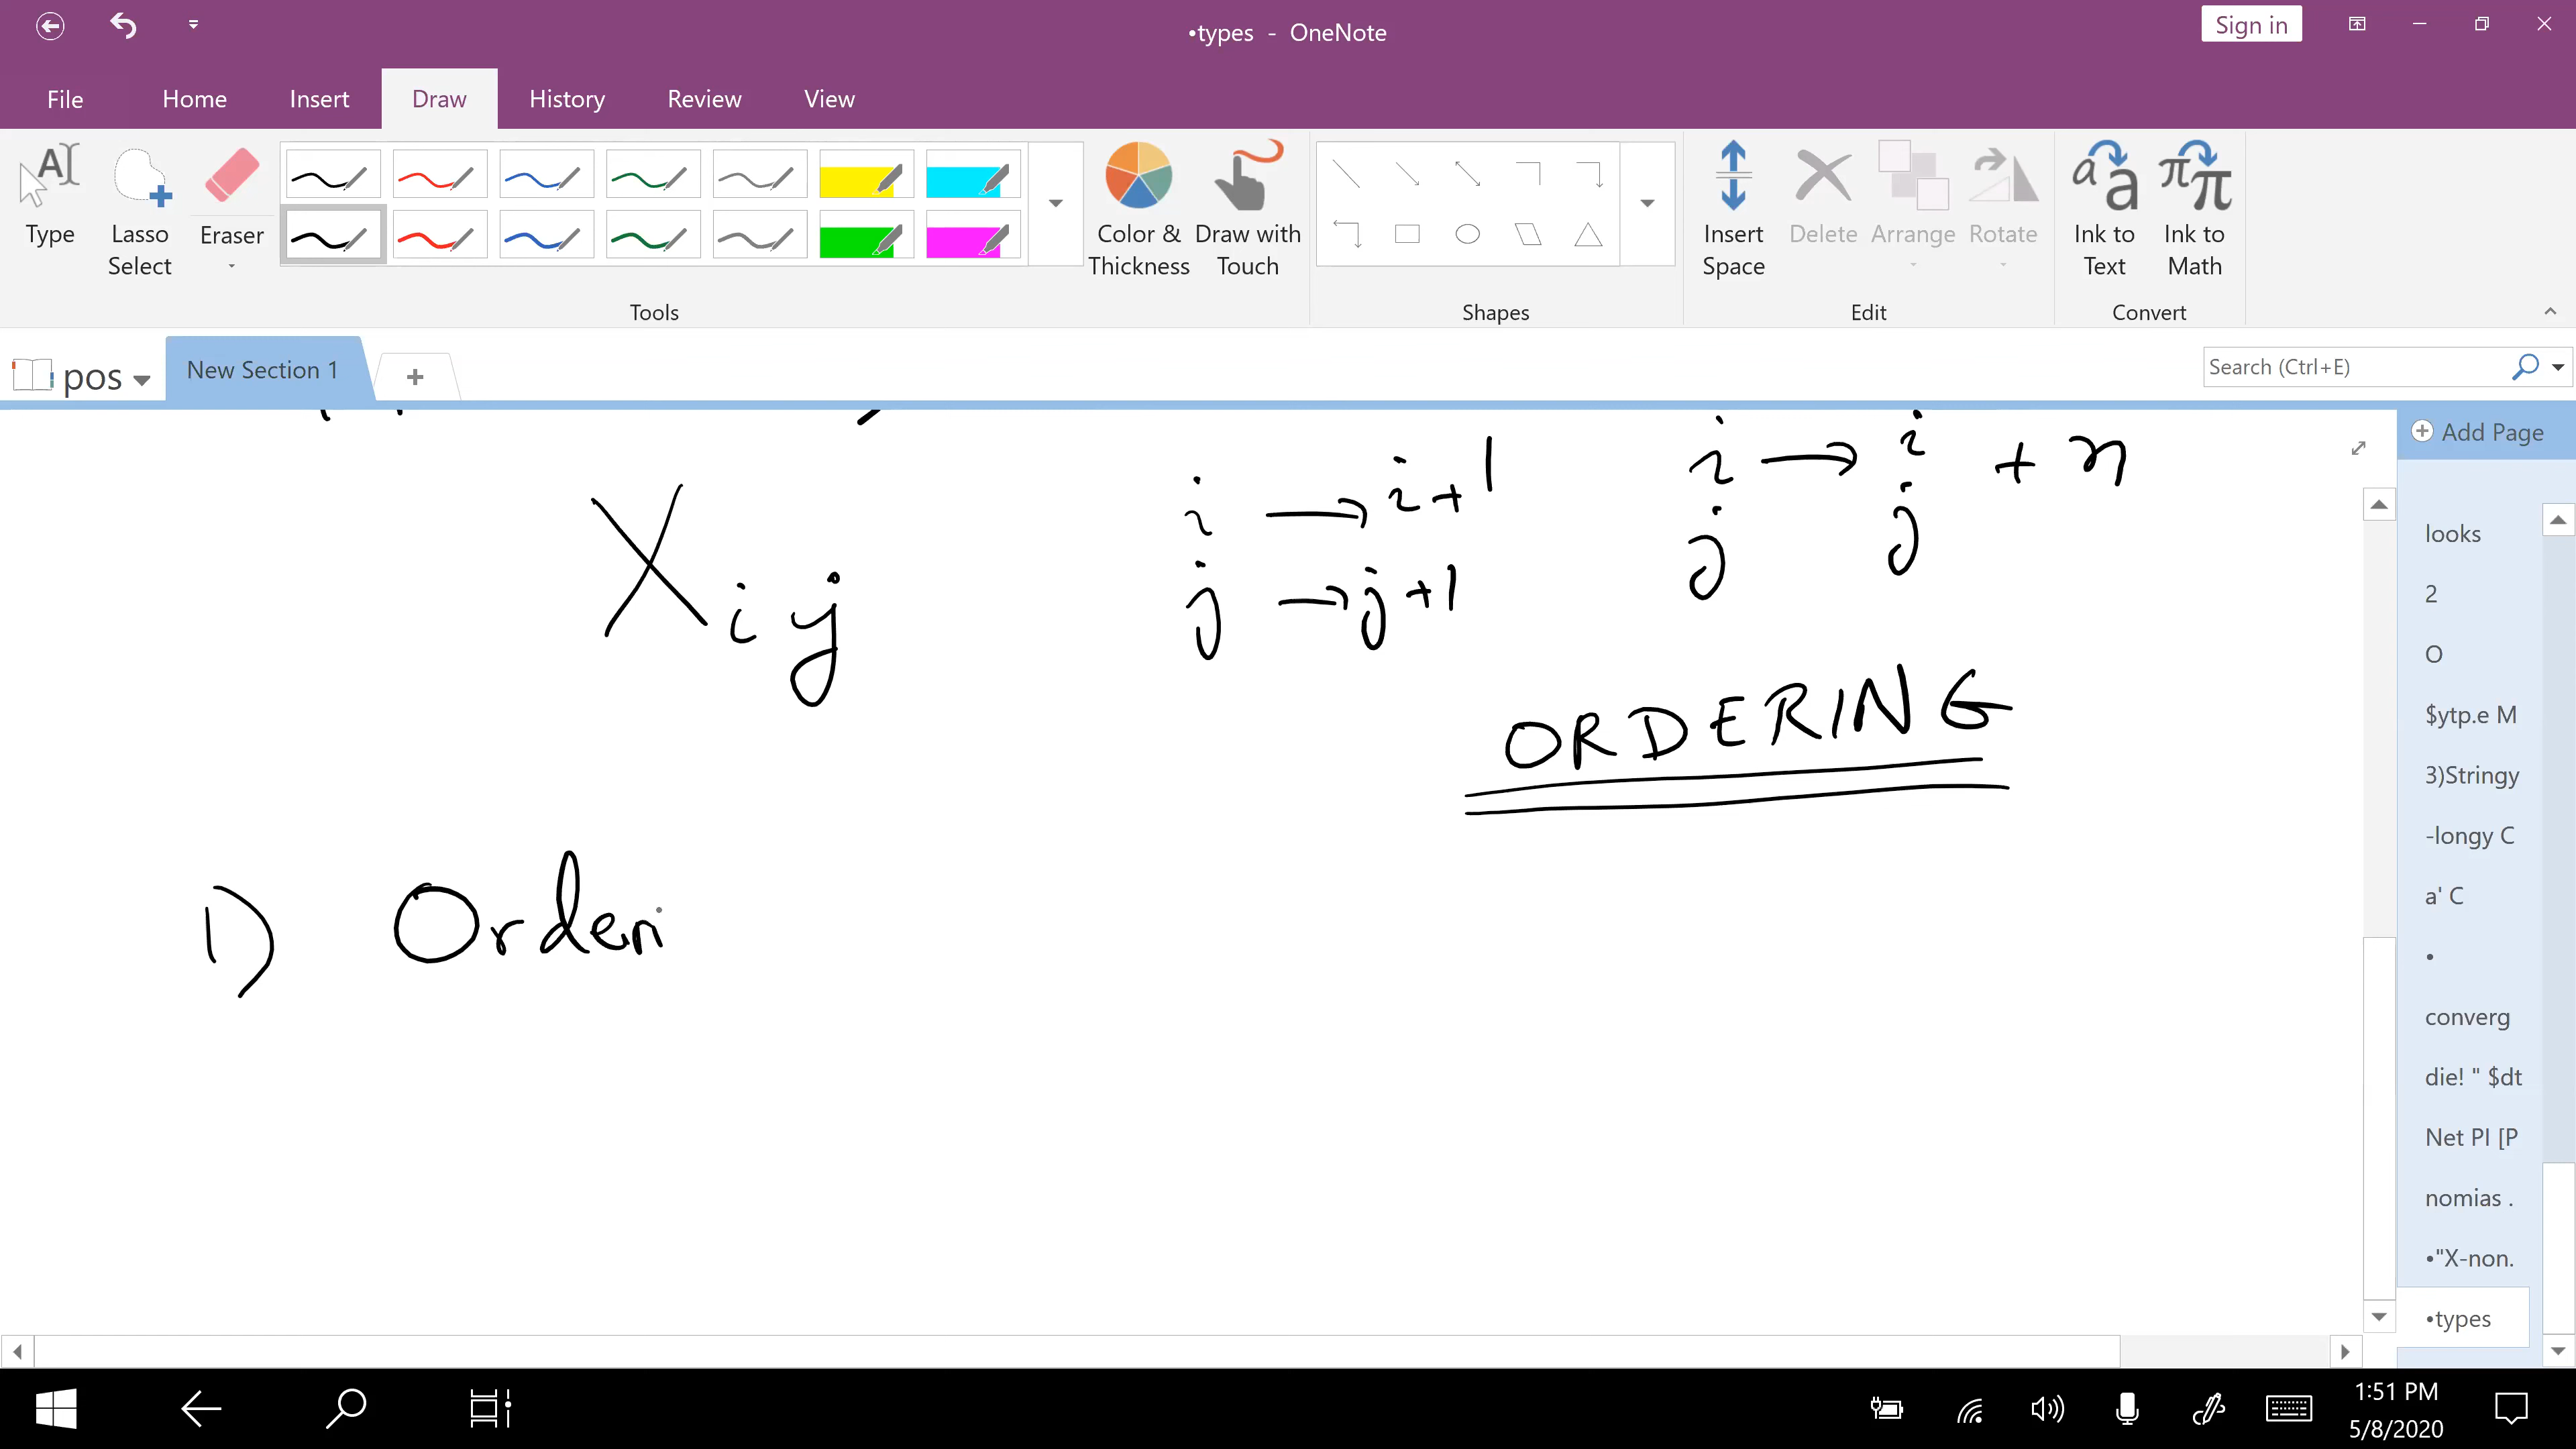 •types - OneNote
Sign in
File Home Insert Draw History Review View
Type
Lasso Select
Eraser
Color & Thickness
Draw with Touch
Insert Space
Delete
Arrange
Rotate
Ink to Text
Ink to Math
Tools Shapes Edit Convert
pos
New Section 1
Search (Ctrl+E)
Add Page
looks
2
O
$ytp.e M
3)Stringy
-longy C
a' C
•
converg
die! " $dt
Net PI [P
nomias .
•"X-non.
•types
i → i + n
j j
X i j
i → i+1
j → j+1
ORDERING
1) Orderi
1:51 PM
5/8/2020